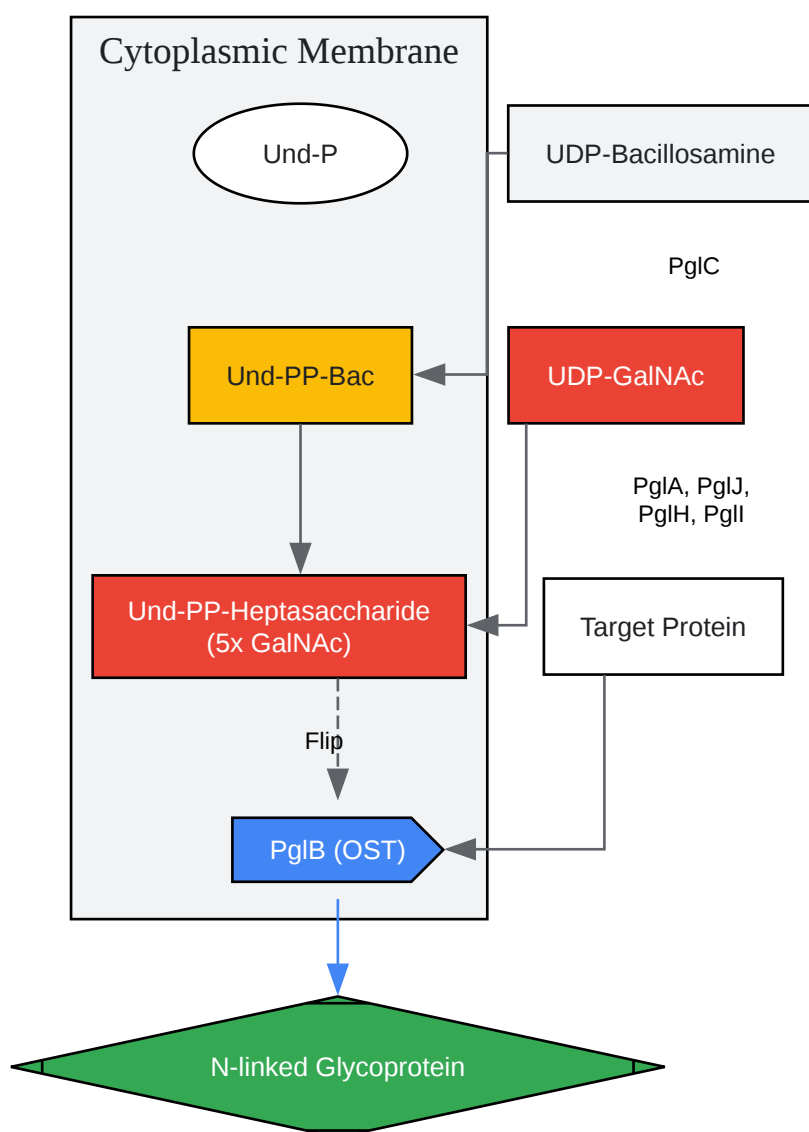 Cytoplasmic Membrane
Und-P
UDP-Bacillosamine
PglC
Und-PP-Bac
UDP-GalNAc
PglA, PglJ,
PglH, PglI
Und-PP-Heptasaccharide
(5x GalNAc)
Target Protein
Flip
PglB (OST)
N-linked Glycoprotein